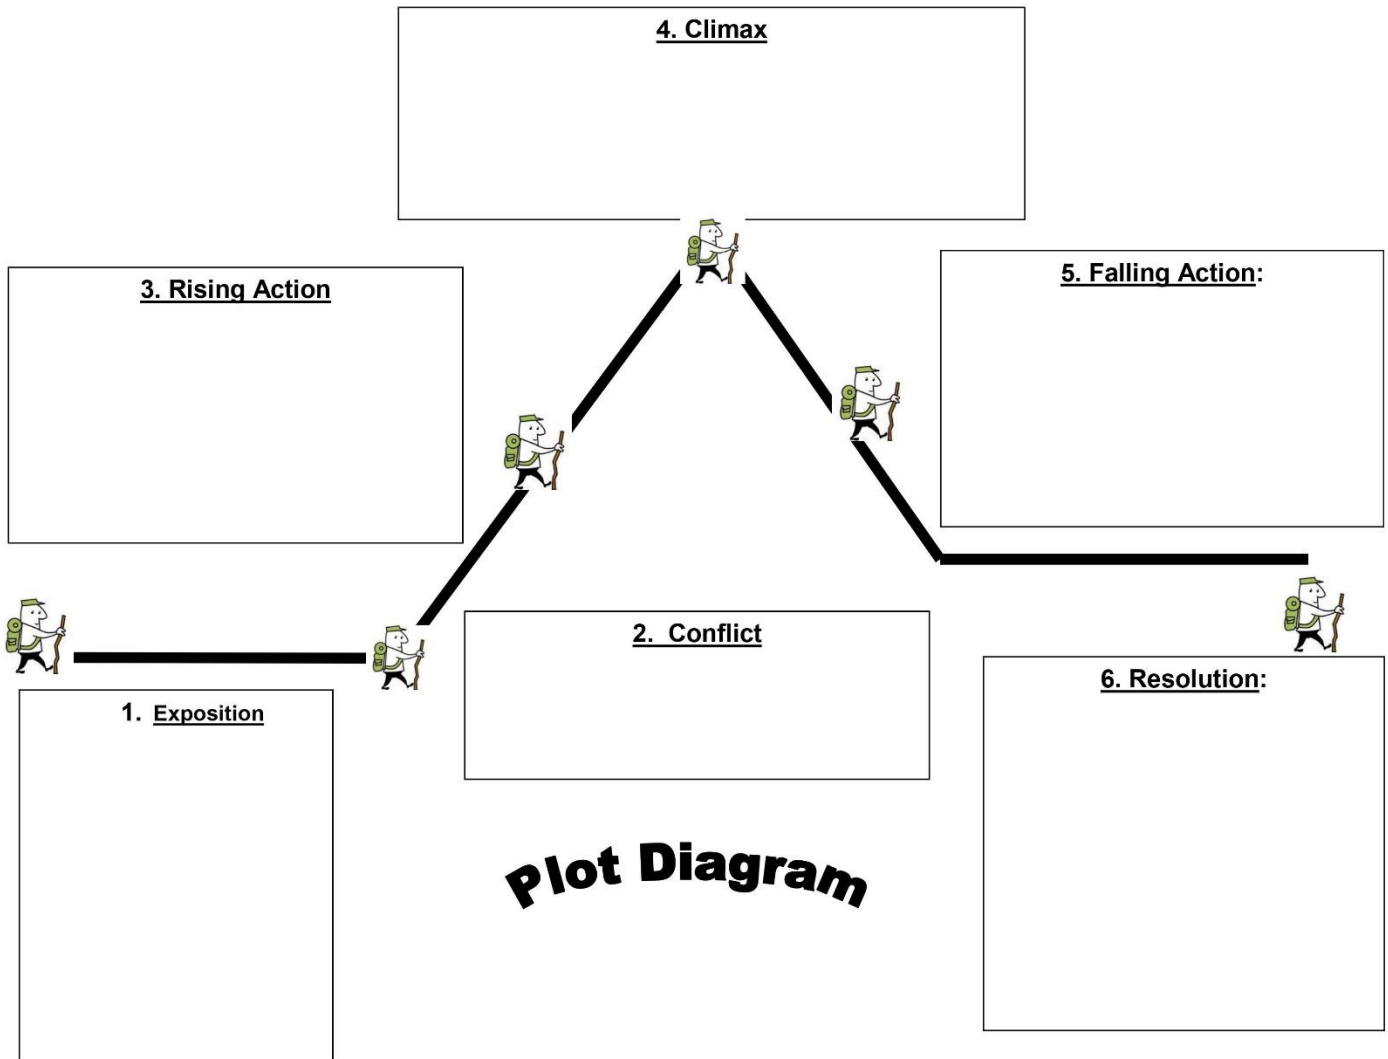 4. Climax
3. Rising Action
5. Falling Action:
2. Conflict
6. Resolution:
1. Exposition
Plot Diagram